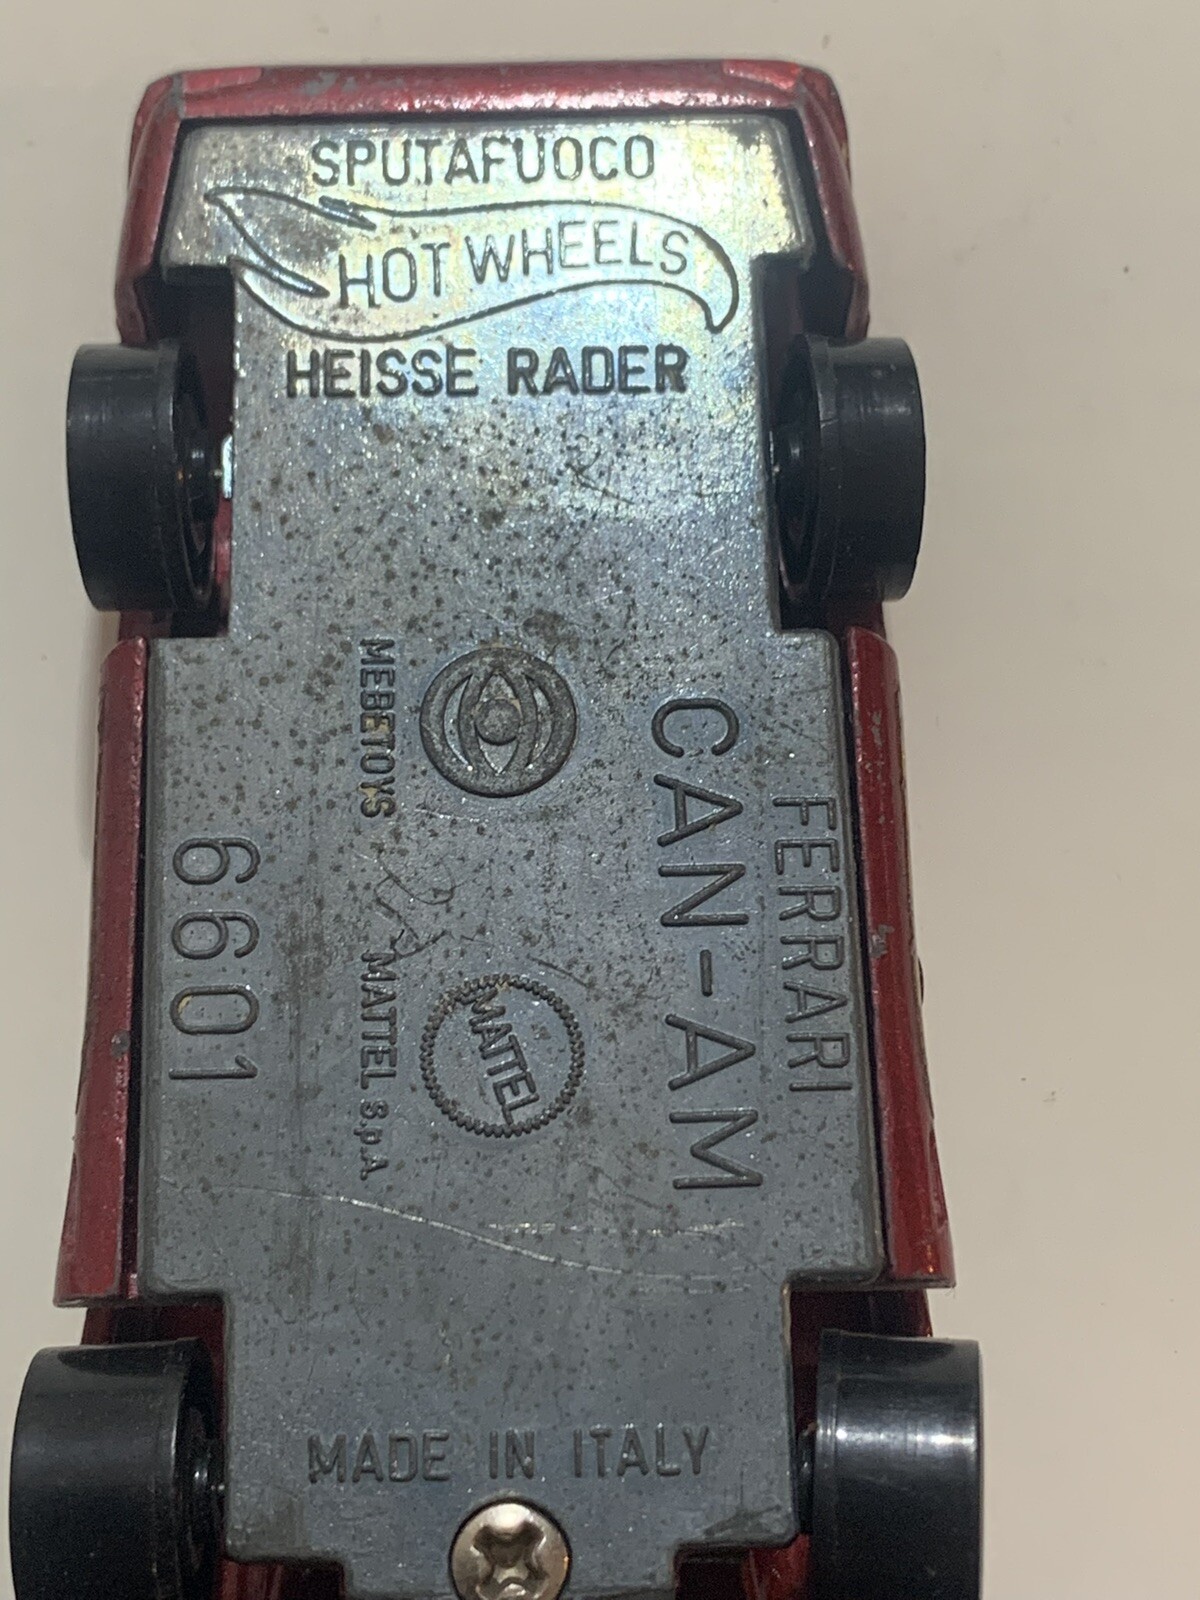 SPUTAFUOCO
HOT WHEELS
HEISSE RADER
FERRARI
CAN-AM
MATTEL
MEBETOYS MATTEL S.p.A.
6601
MADE IN ITALY